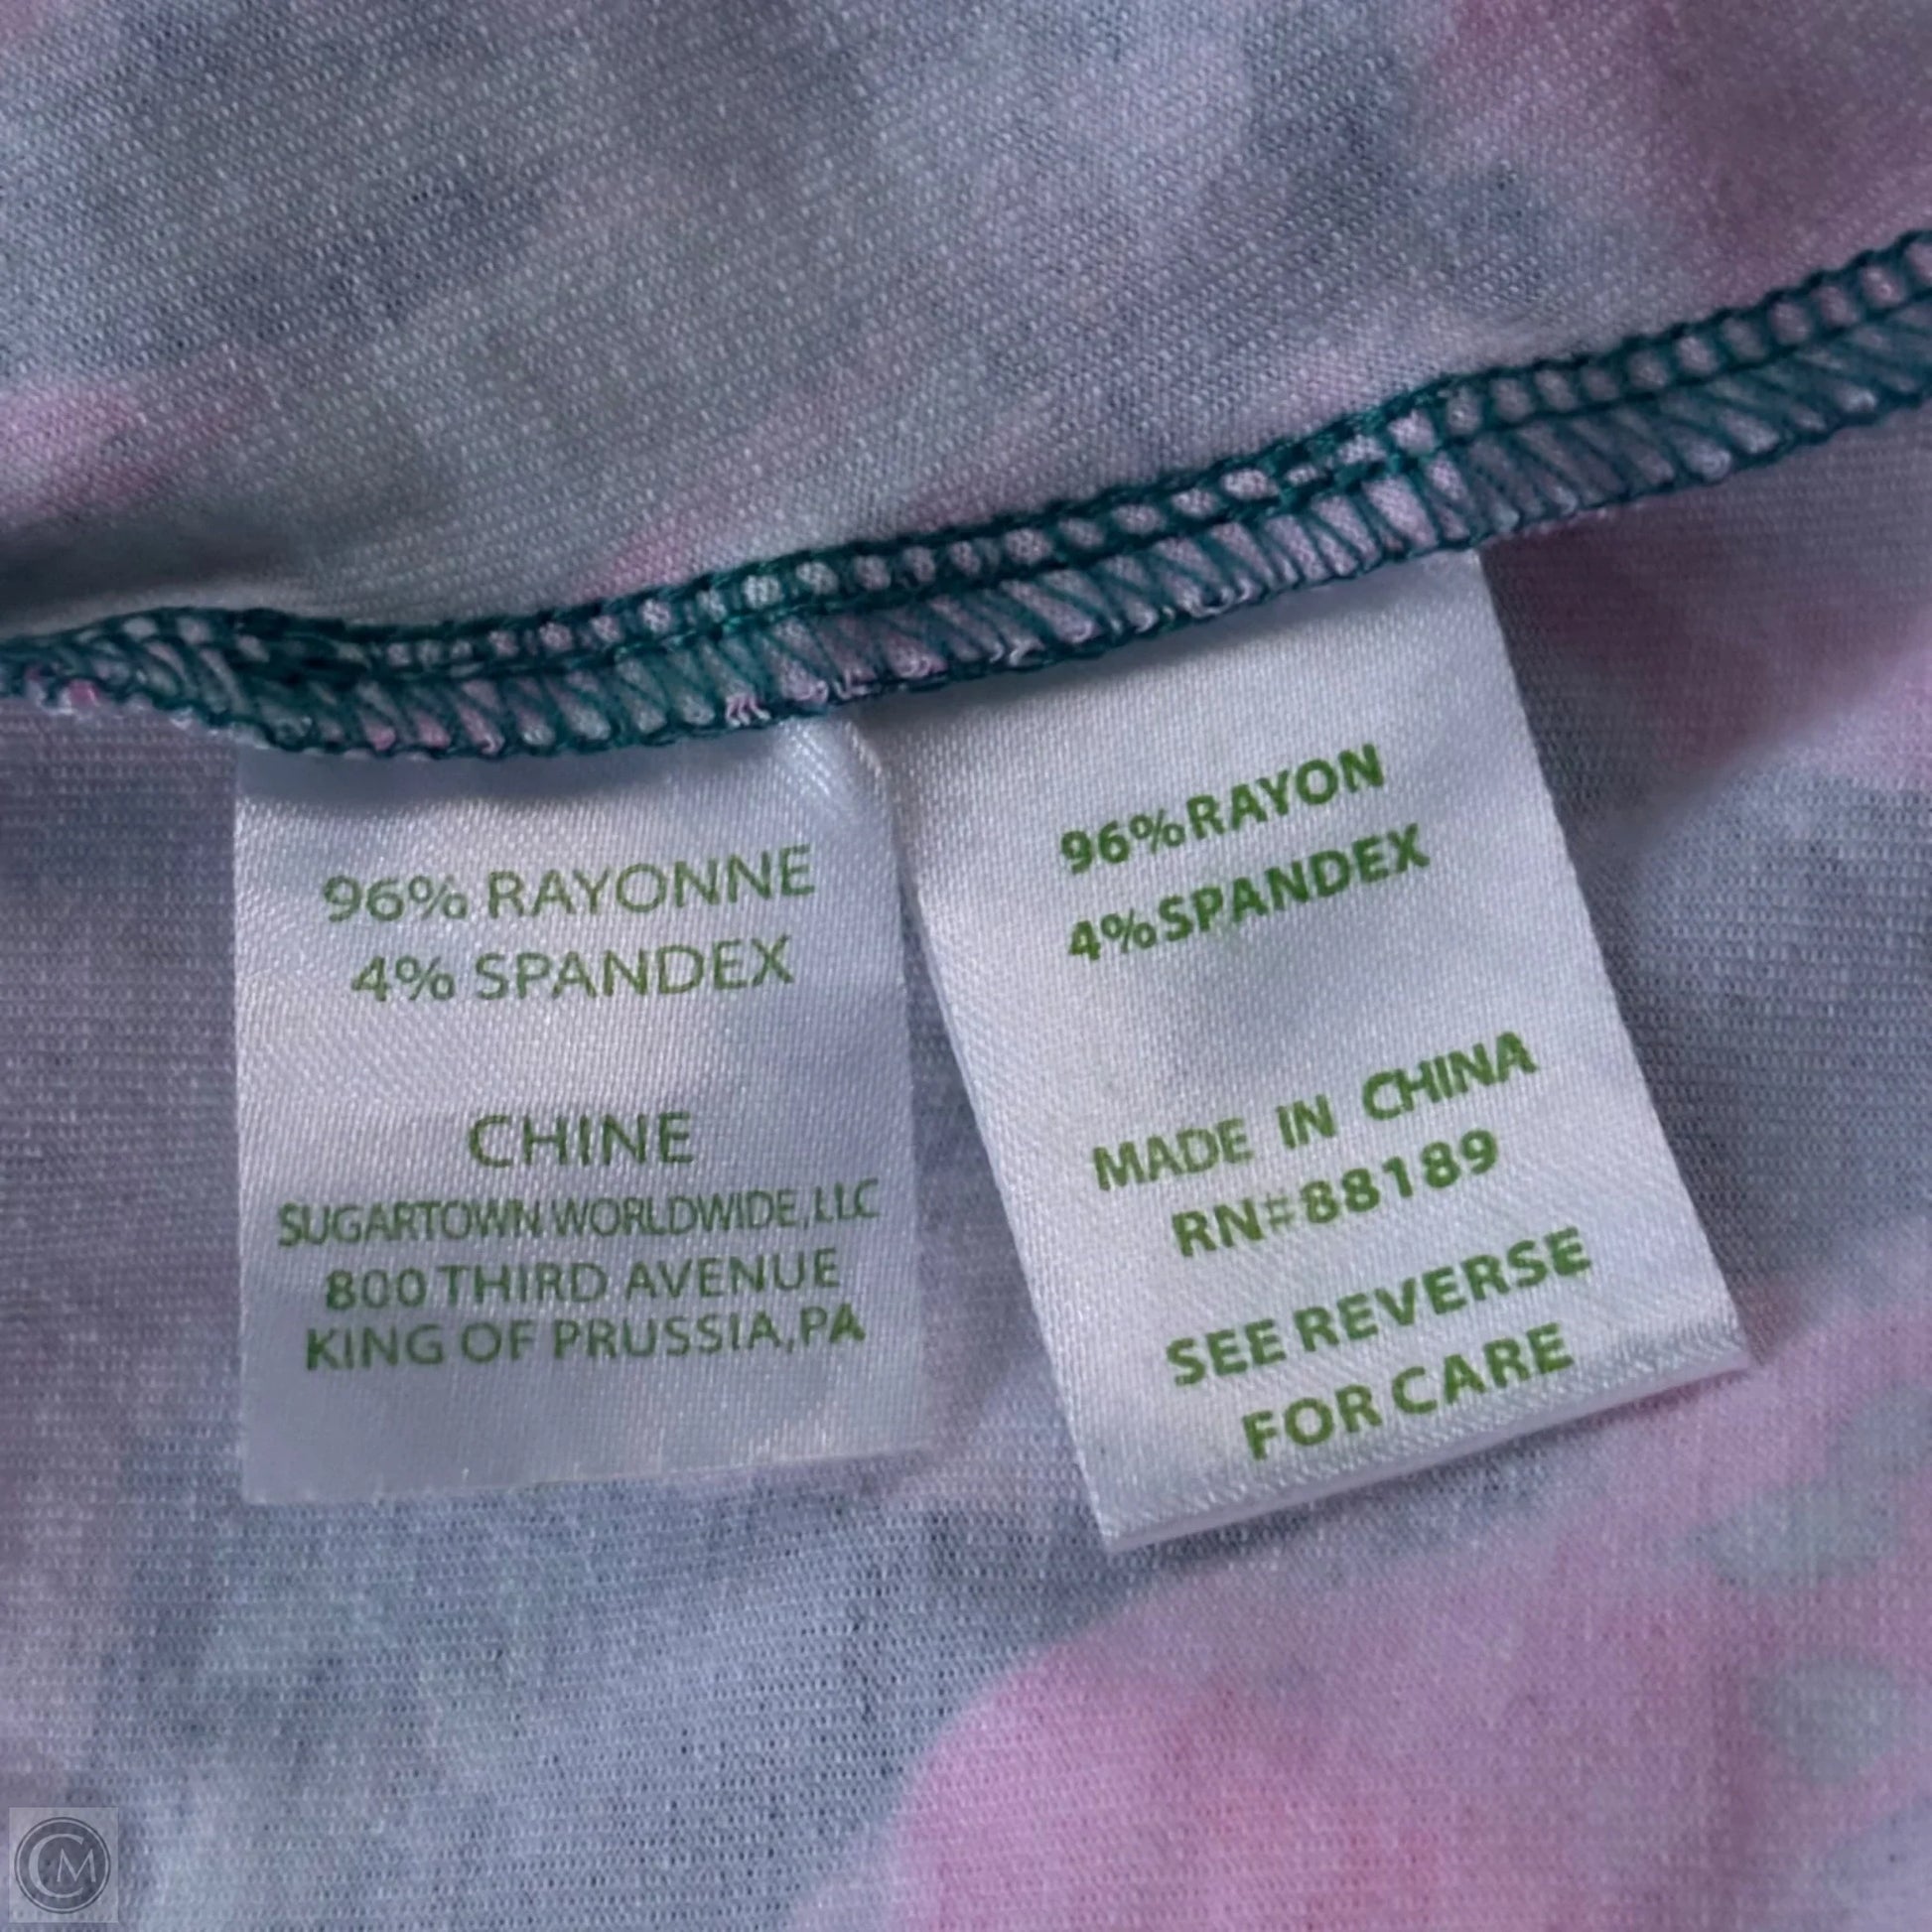 96% RAYONNE
4% SPANDEX
CHINE
SUGARTOWN WORLDWIDE,LLC
800 THIRD AVENUE
KING OF PRUSSIA,PA
96%RAYON
4%SPANDEX
MADE IN CHINA
RN#88189
SEE REVERSE
FOR CARE
CM